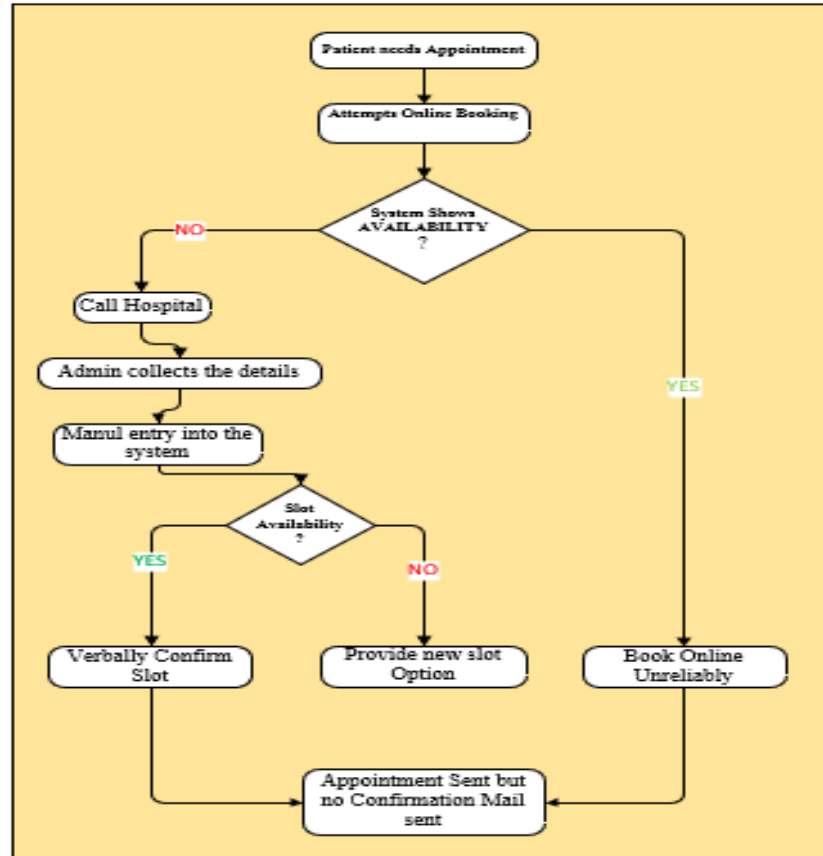 Patient needs Appointment
Attempts Online Booking
System Shows
AVAILABILITY
?
NO
YES
Call Hospital
Admin collects the details
Manul entry into the
system
Slot
Availability
?
YES
NO
Verbally Confirm
Slot
Provide new slot
Option
Book Online
Unreliably
Appointment Sent but
no Confirmation Mail
sent